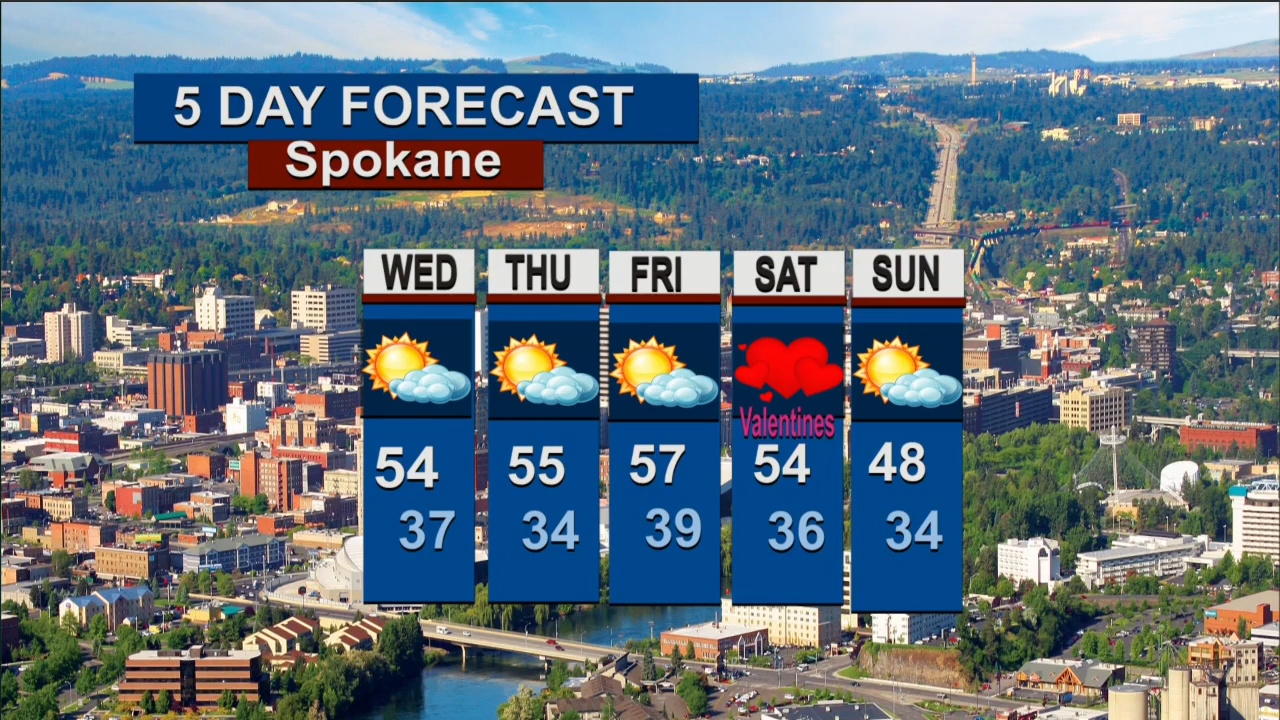 5 DAY FORECAST
Spokane
WED THU FRI SAT SUN
Valentines
54 55 57 54 48
37 34 39 36 34